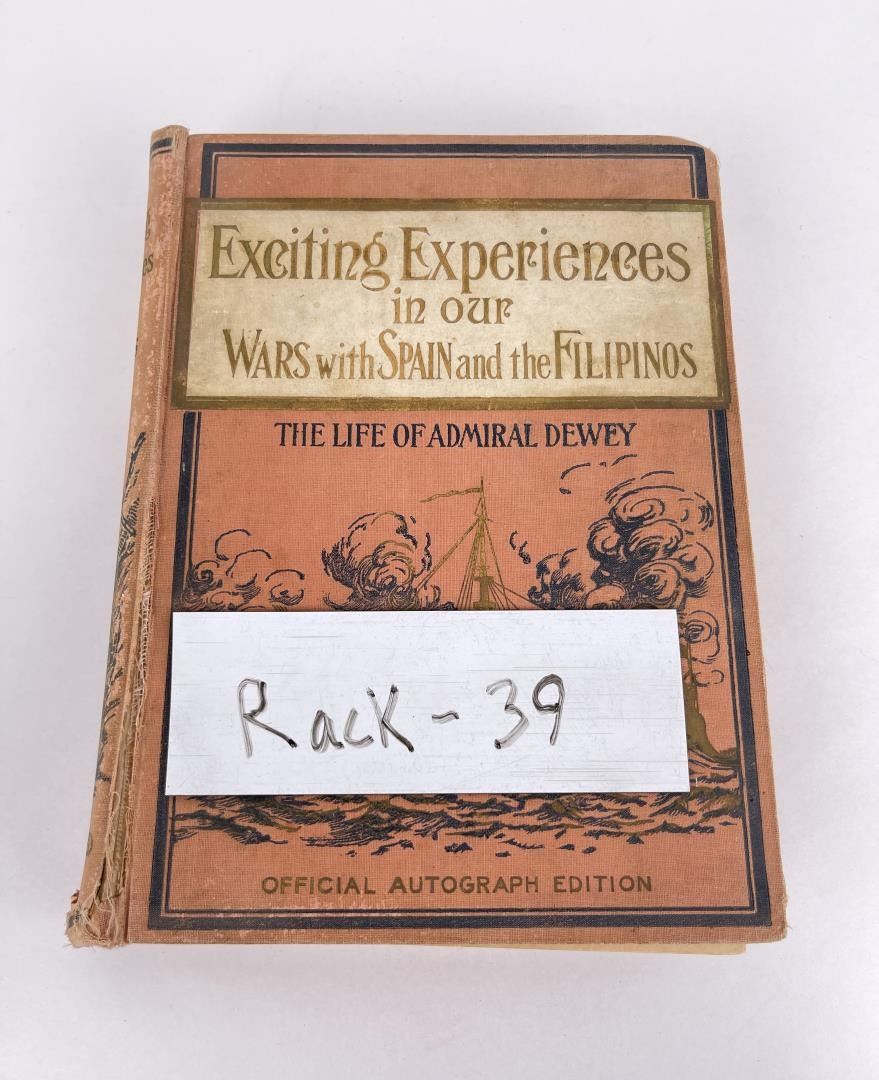 Exciting Experiences
in our
WARS with SPAIN and the FILIPINOS
THE LIFE OF ADMIRAL DEWEY
Rack - 39
OFFICIAL AUTOGRAPH EDITION